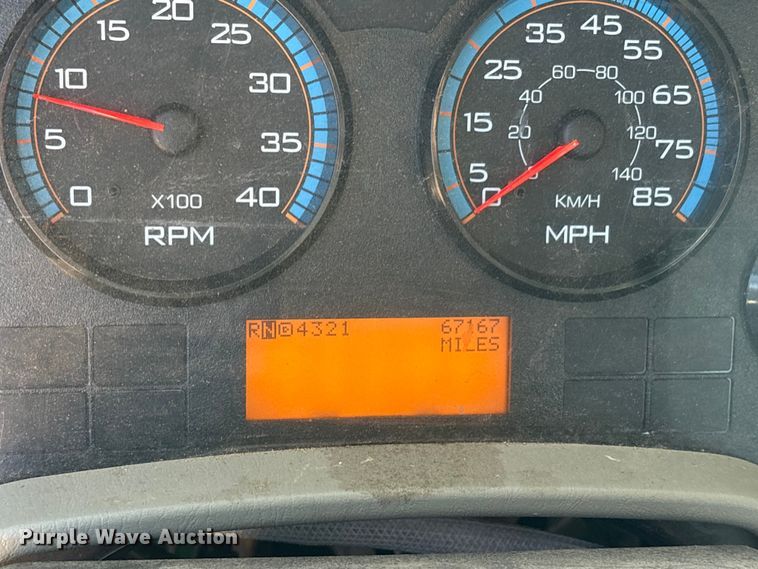 0 5 10 15 20 25 30 35 40
X100
RPM
0 5 15 25 35 45 55 65 75 85
0 20 40 60 80 100 120 140
KM/H
MPH
RND4321 67167
MILES
Purple Wave Auction